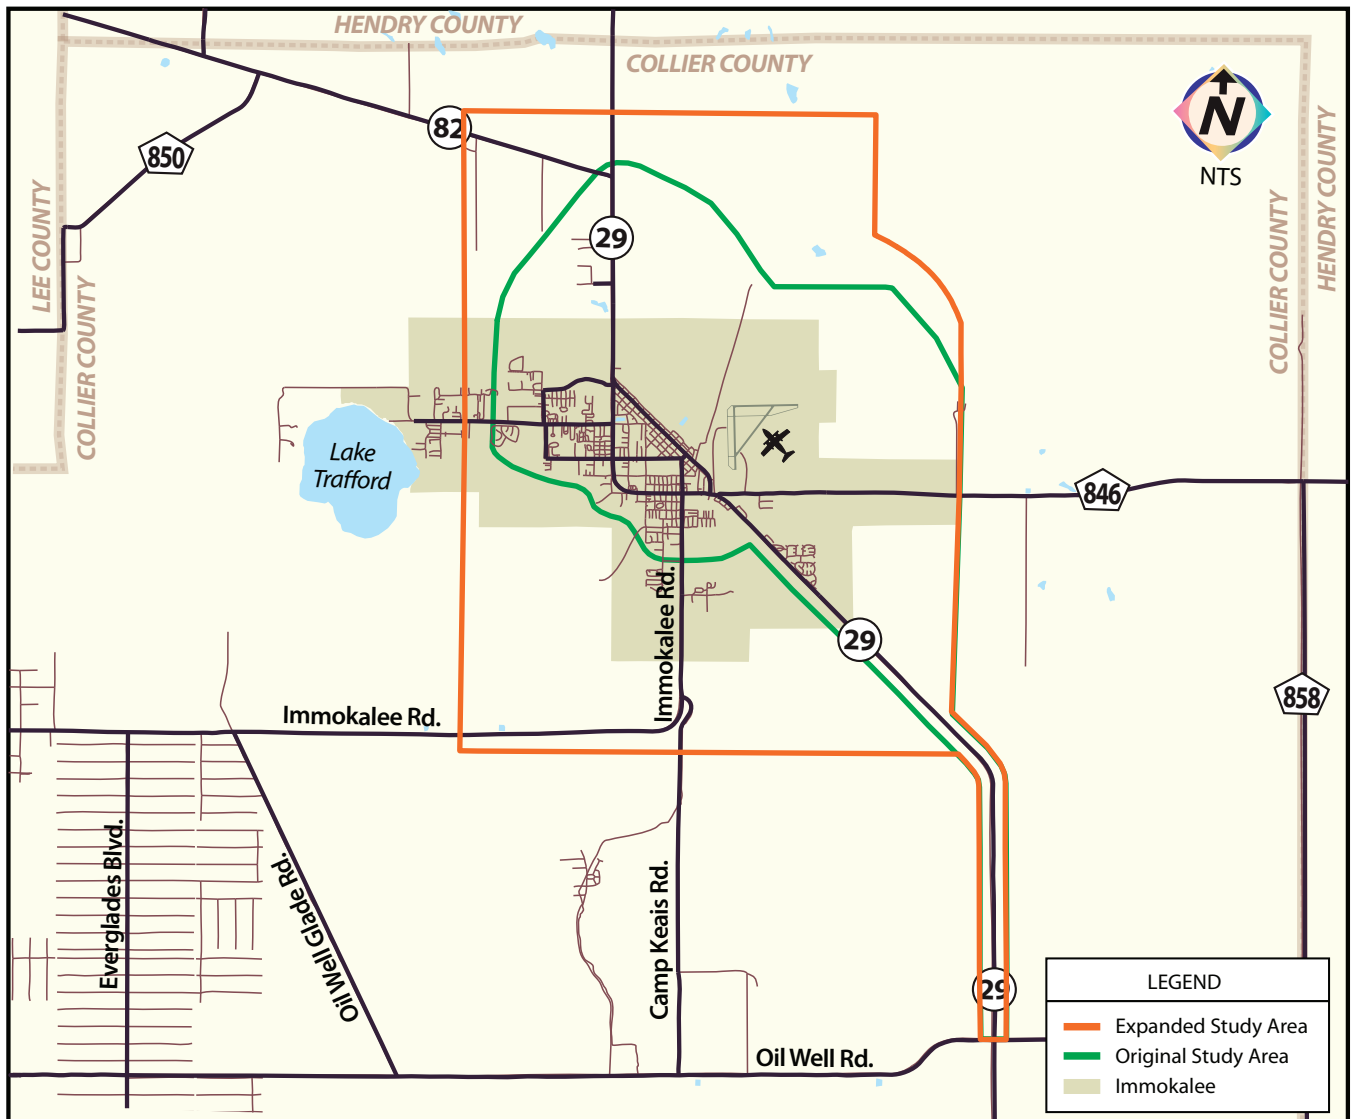 HENDRY COUNTY
COLLIER COUNTY
82
850
N
NTS
HENDRY COUNTY
LEE COUNTY
COLLIER COUNTY
29
COLLIER COUNTY
Lake
Trafford
846
Immokalee Rd.
29
858
Immokalee Rd.
Everglades Blvd.
Oil Well Glade Rd.
Camp Keais Rd.
29
Oil Well Rd.
LEGEND
Expanded Study Area
Original Study Area
Immokalee